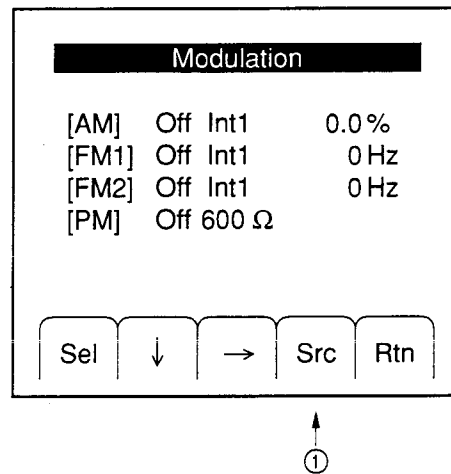 Modulation
[AM] Off Int1 0.0%
[FM1] Off Int1 0 Hz
[FM2] Off Int1 0 Hz
[PM] Off 600 Ω
Sel ↓ → Src Rtn
①